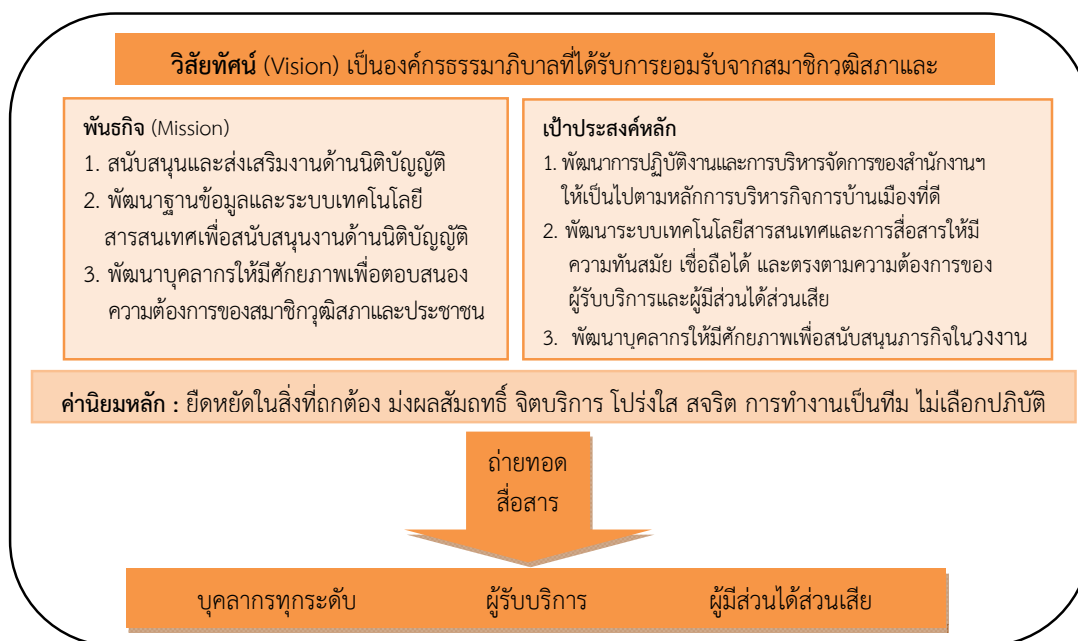 วิสัยทัศน์ (Vision) เป็นองค์กรธรรมาภิบาลที่ได้รับการยอมรับจากสมาชิกวุฒิสภาและ
พันธกิจ (Mission)
1. สนับสนุนและส่งเสริมงานด้านนิติบัญญัติ
2. พัฒนาฐานข้อมูลและระบบเทคโนโลยี
สารสนเทศเพื่อสนับสนุนงานด้านนิติบัญญัติ
3. พัฒนาบุคลากรให้มีศักยภาพเพื่อตอบสนอง
ความต้องการของสมาชิกวุฒิสภาและประชาชน
เป้าประสงค์หลัก
1. พัฒนาการปฏิบัติงานและการบริหารจัดการของสำนักงานฯ
ให้เป็นไปตามหลักการบริหารกิจการบ้านเมืองที่ดี
2. พัฒนาระบบเทคโนโลยีสารสนเทศและการสื่อสารให้มี
ความทันสมัย เชื่อถือได้ และตรงตามความต้องการของ
ผู้รับบริการและผู้มีส่วนได้ส่วนเสีย
3. พัฒนาบุคลากรให้มีศักยภาพเพื่อสนับสนุนภารกิจในวงงาน
ค่านิยมหลัก : ยืดหยัดในสิ่งที่ถูกต้อง มุ่งผลสัมฤทธิ์ จิตบริการ โปร่งใส สุจริต การทำงานเป็นทีม ไม่เลือกปฏิบัติ
ถ่ายทอด
สื่อสาร
บุคลากรทุกระดับ ผู้รับบริการ ผู้มีส่วนได้ส่วนเสีย